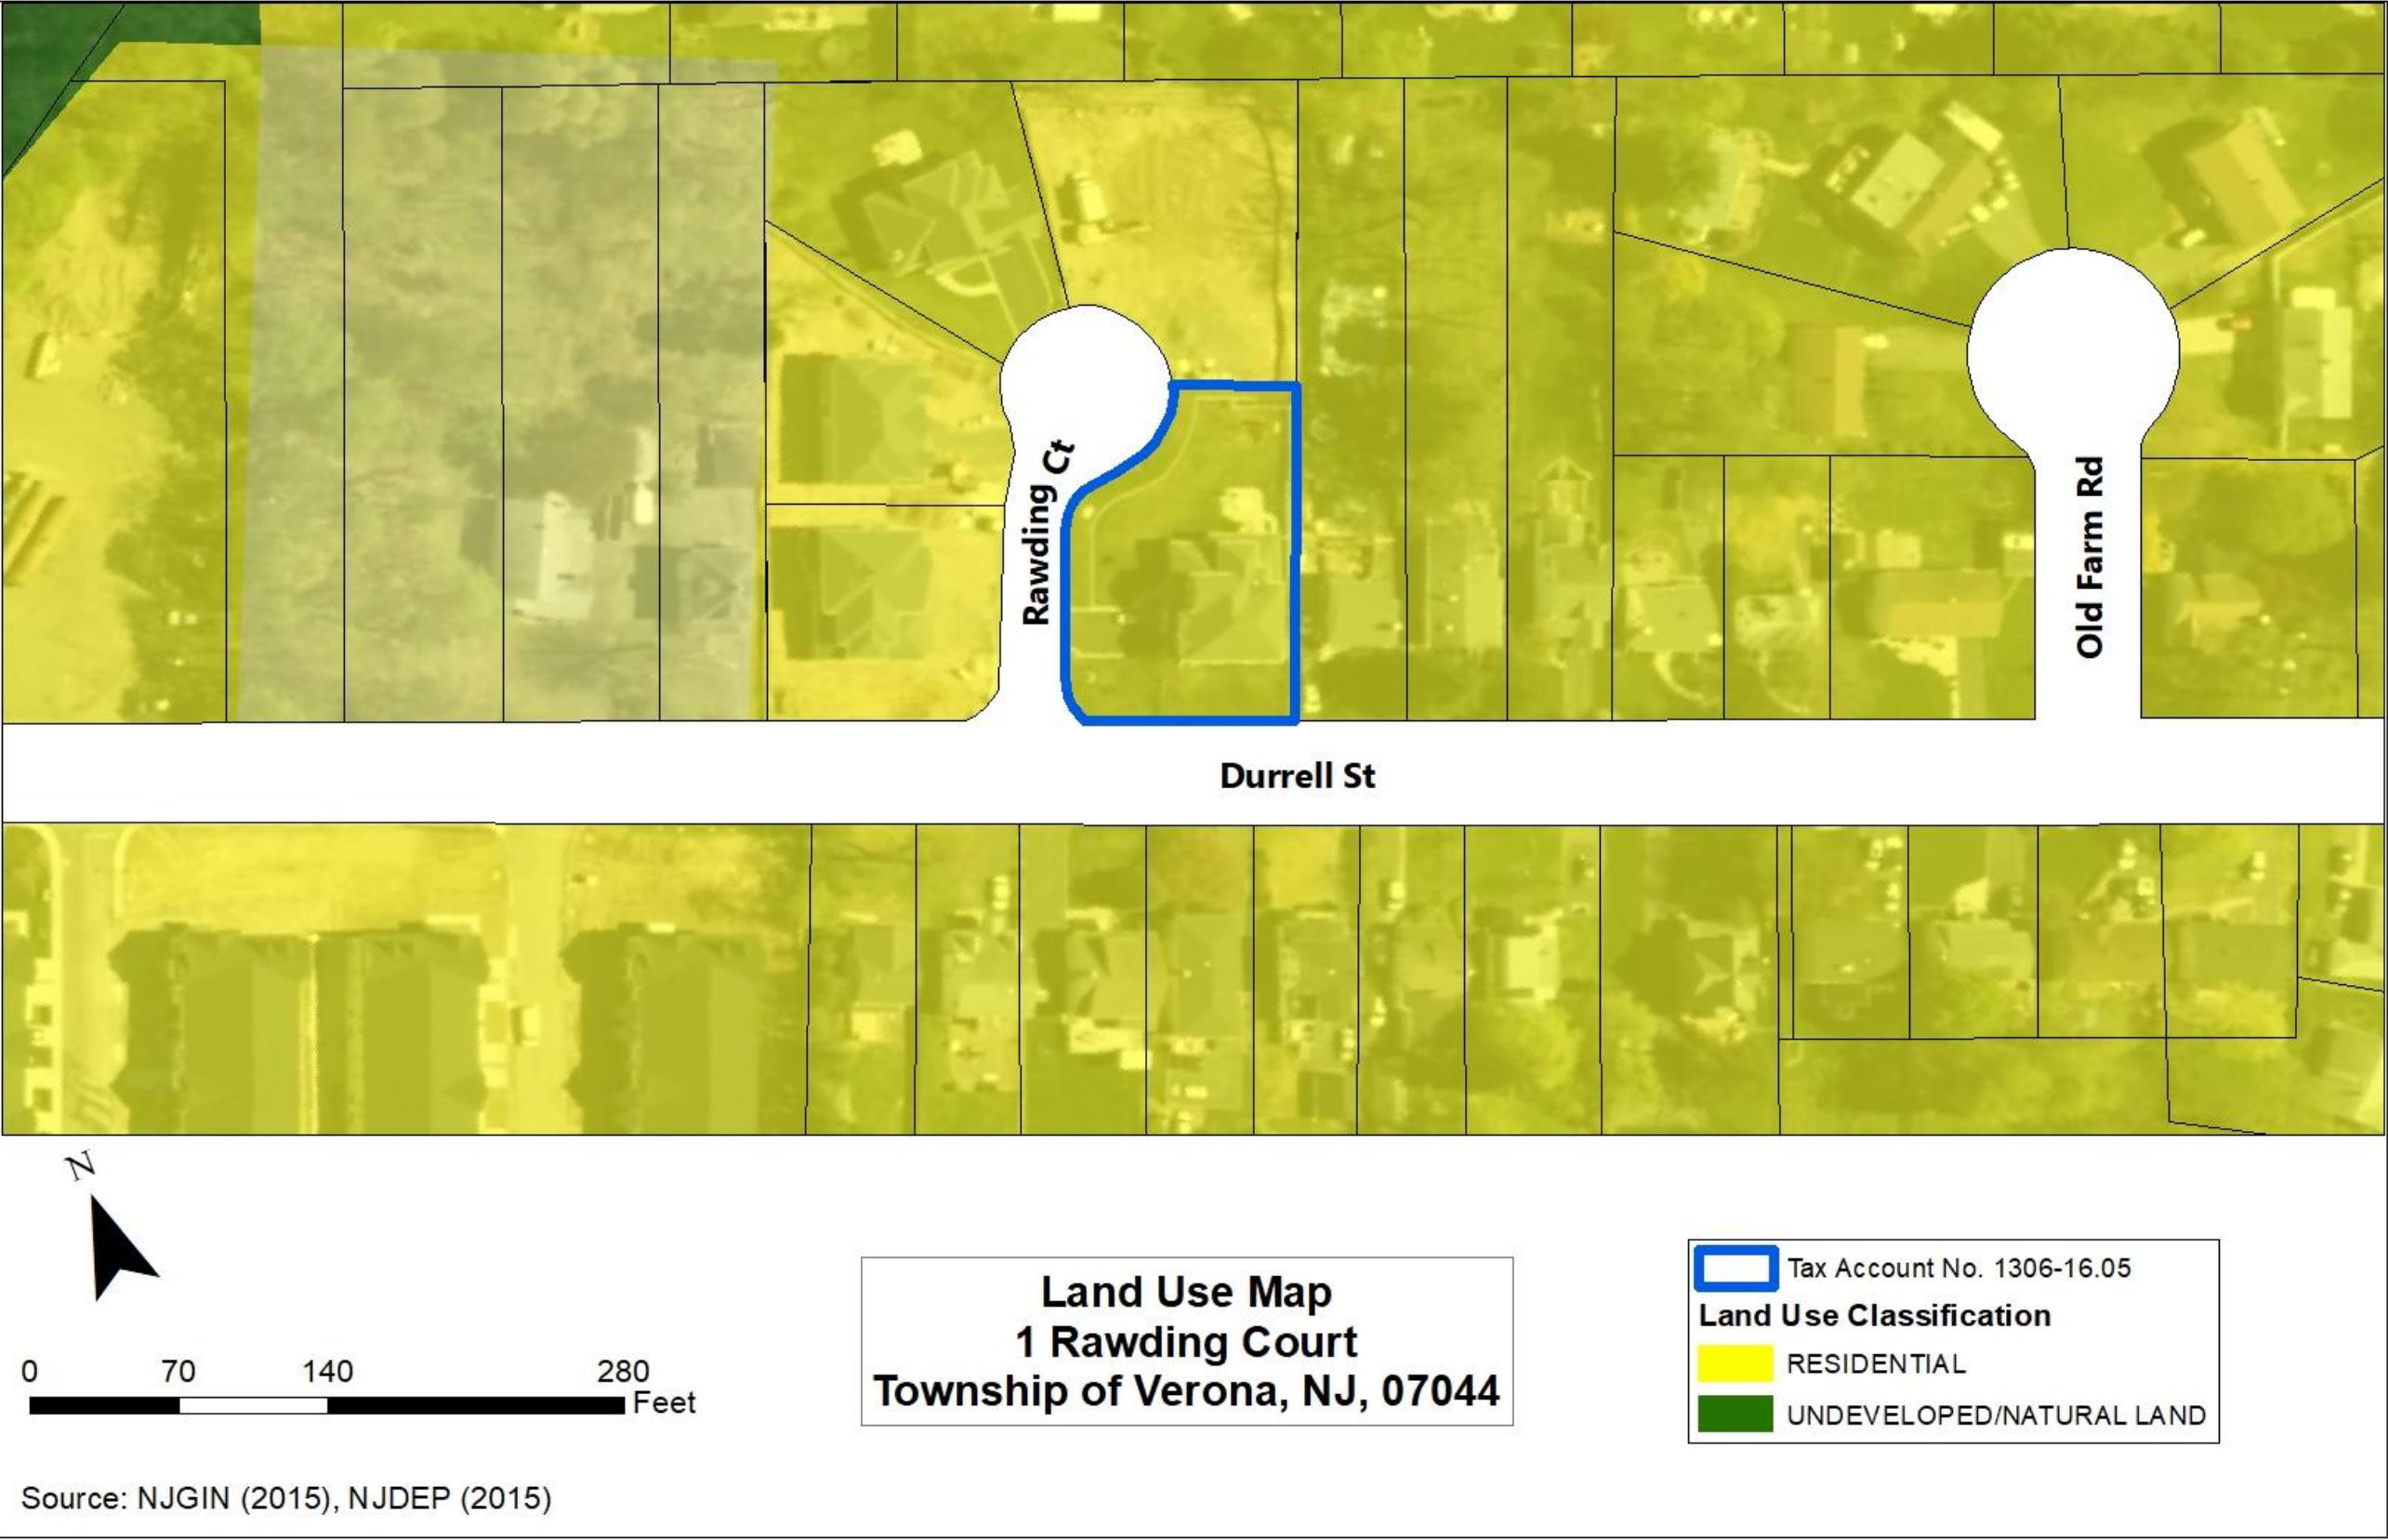 Rawding Ct
Old Farm Rd
Durrell St
N
0 70 140 280
Feet
Land Use Map
1 Rawding Court
Township of Verona, NJ, 07044
Tax Account No. 1306-16.05
Land Use Classification
RESIDENTIAL
UNDEVELOPED/NATURAL LAND
Source: NJGIN (2015), NJDEP (2015)